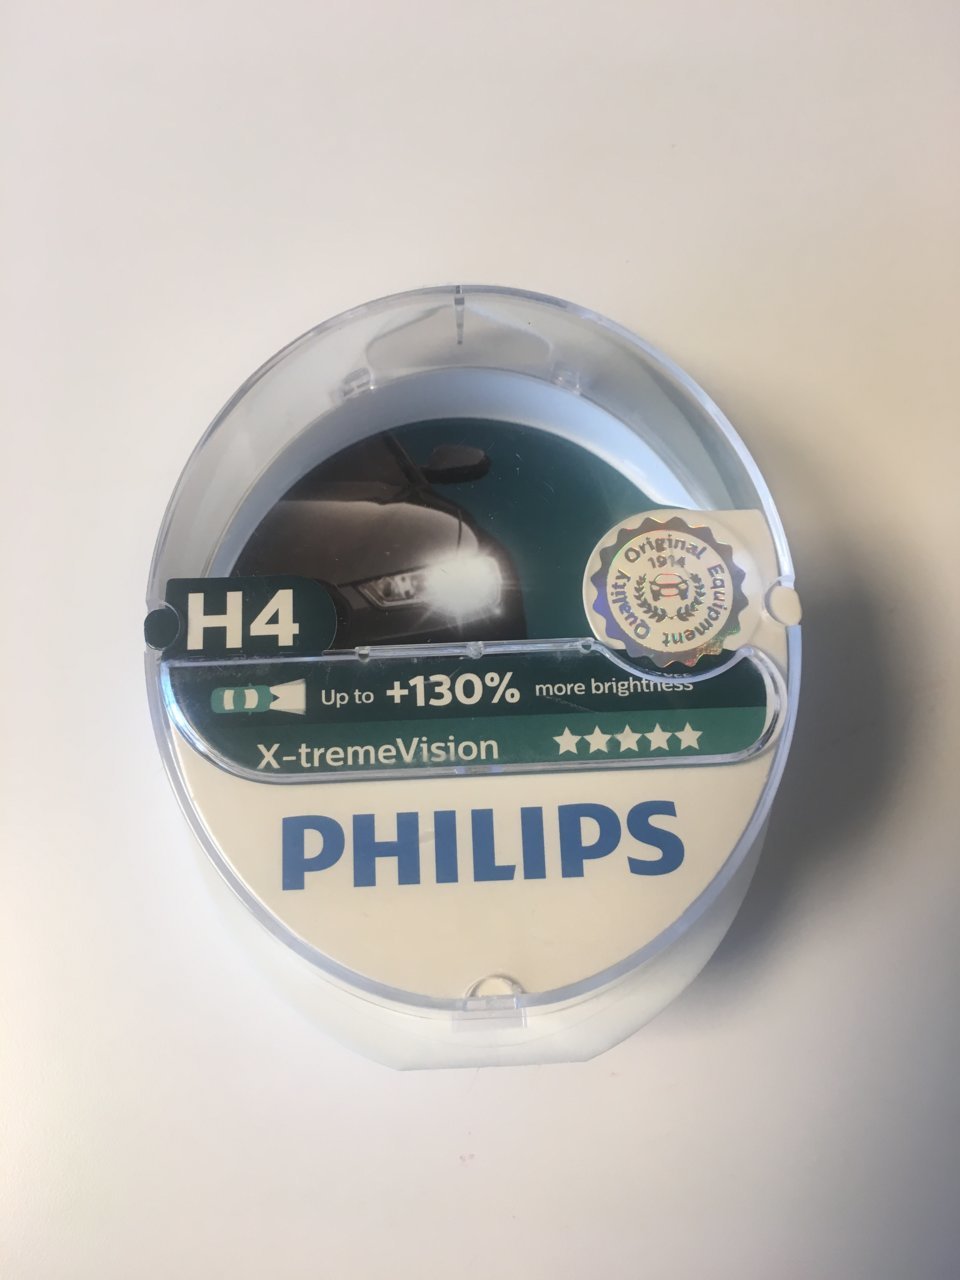 Quality Original Equipment
1914
H4
Up to +130% more brightness
X-tremeVision
PHILIPS